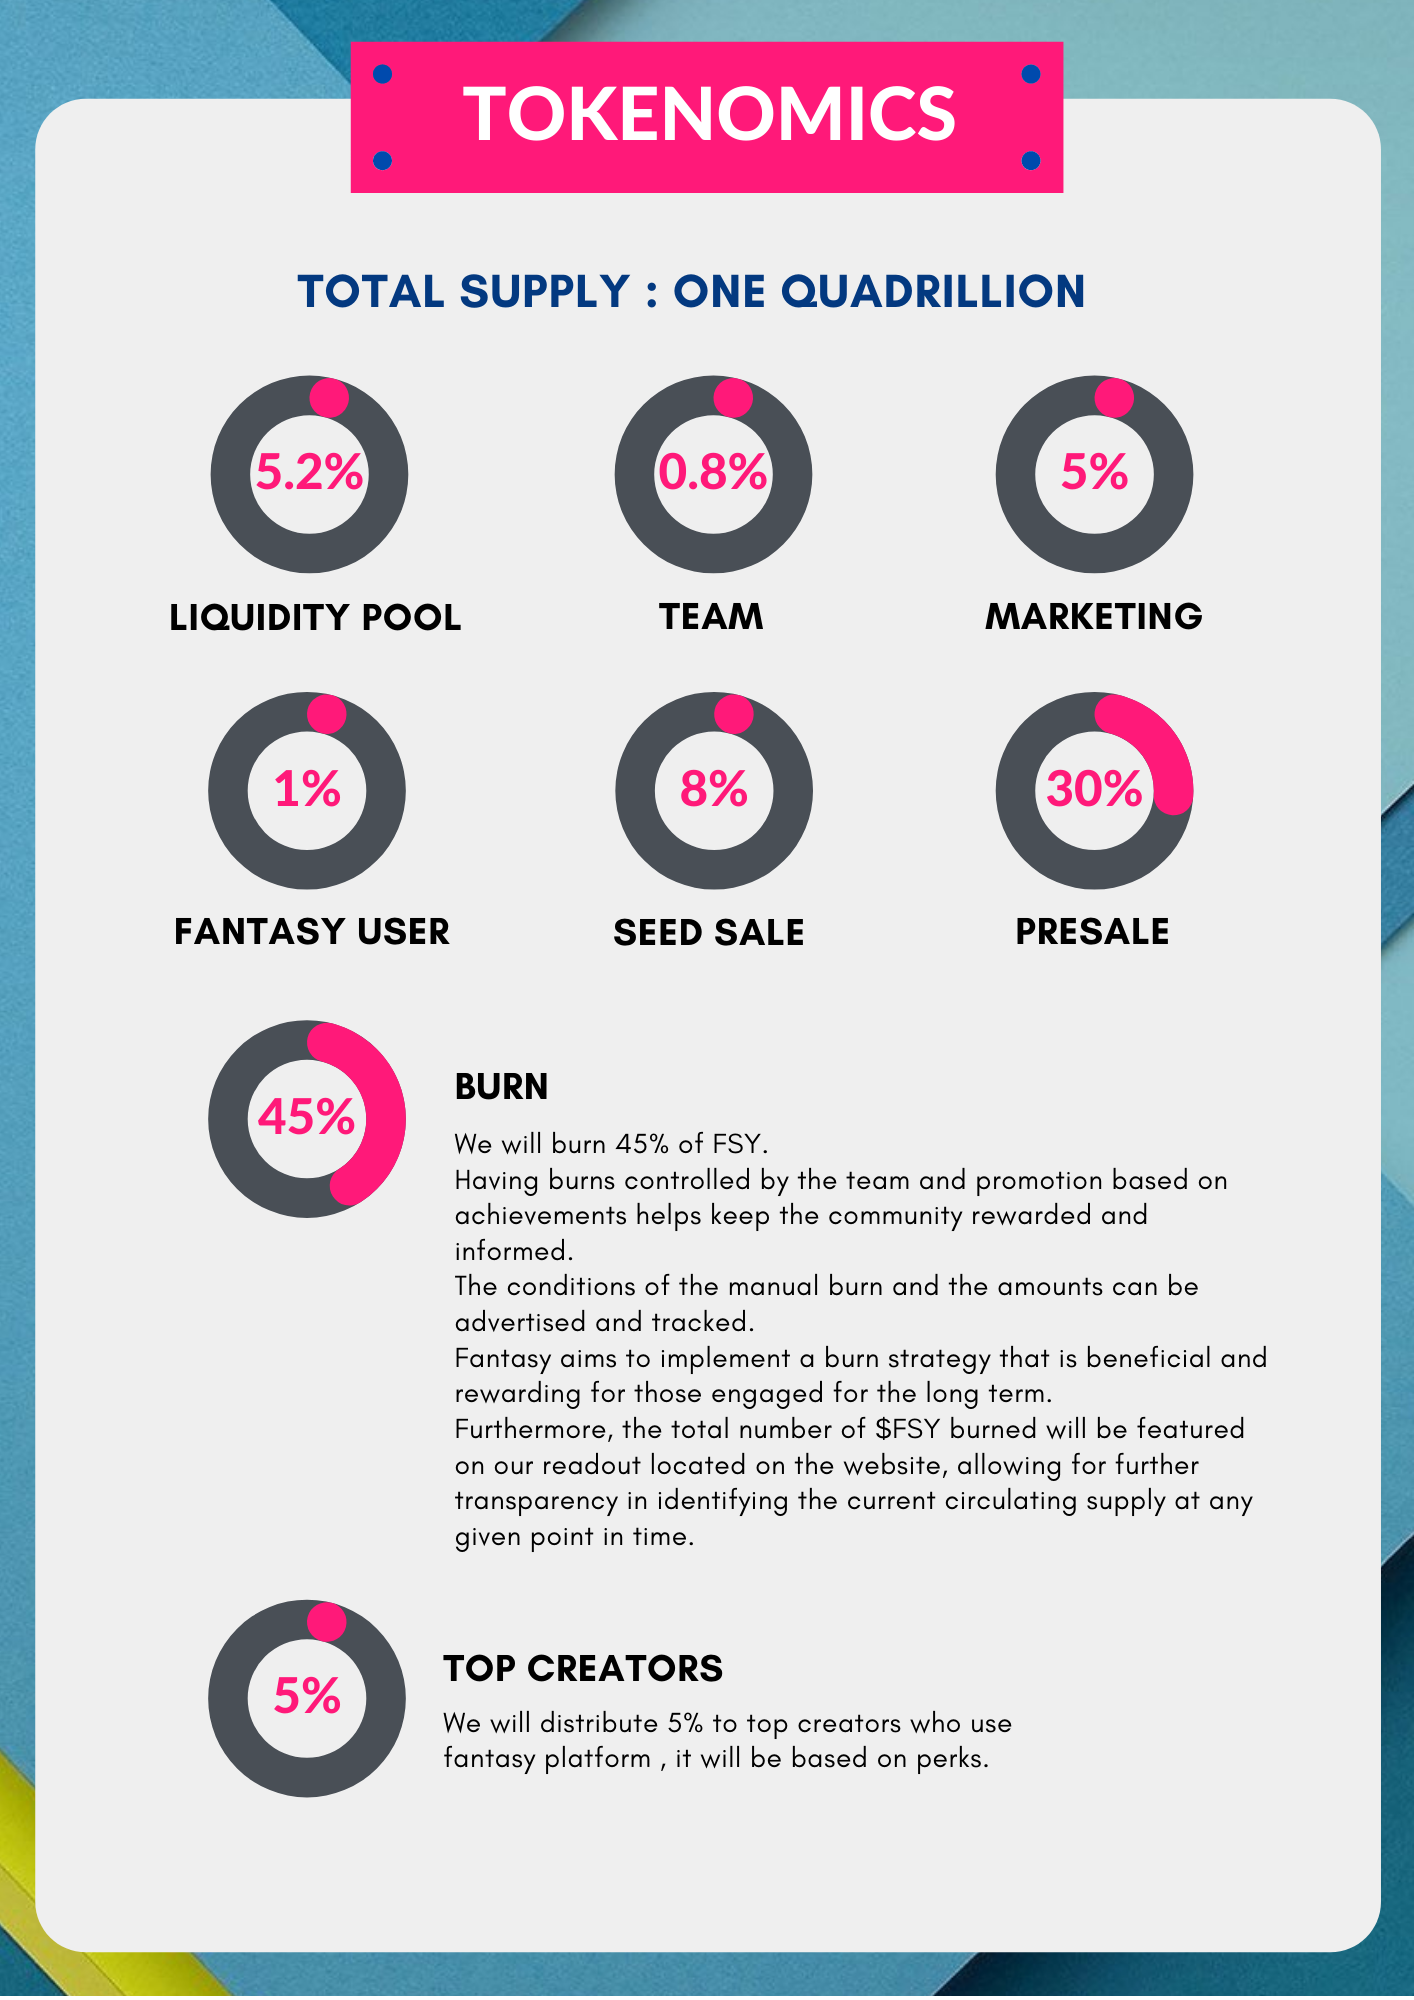 TOKENOMICS
TOTAL SUPPLY : ONE QUADRILLION
5.2%
0.8%
5%
LIQUIDITY POOL
TEAM
MARKETING
1%
8%
30%
FANTASY USER
SEED SALE
PRESALE
45%
BURN
We will burn 45% of FSY.
Having burns controlled by the team and promotion based on
achievements helps keep the community rewarded and
informed.
The conditions of the manual burn and the amounts can be
advertised and tracked.
Fantasy aims to implement a burn strategy that is beneficial and
rewarding for those engaged for the long term.
Furthermore, the total number of $FSY burned will be featured
on our readout located on the website, allowing for further
transparency in identifying the current circulating supply at any
given point in time.
5%
TOP CREATORS
We will distribute 5% to top creators who use
fantasy platform , it will be based on perks.